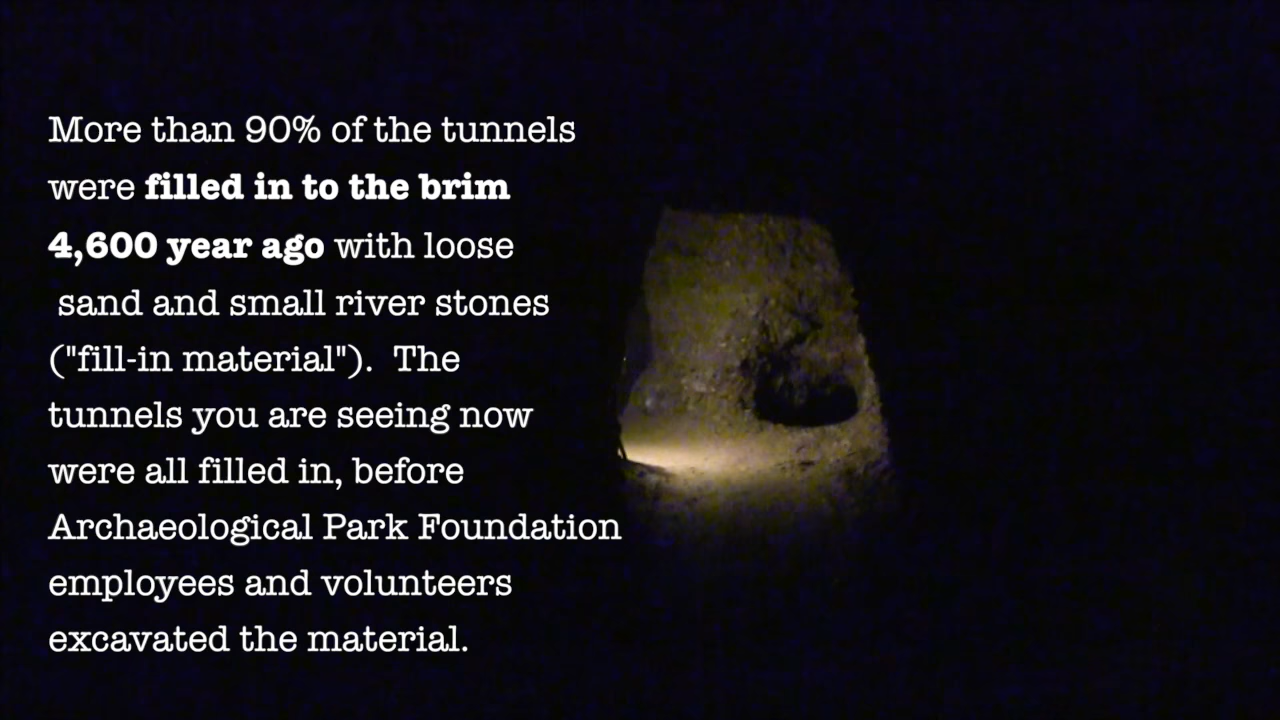 More than 90% of the tunnels
were filled in to the brim
4,600 year ago with loose
sand and small river stones
("fill-in material").  The
tunnels you are seeing now
were all filled in, before
Archaeological Park Foundation
employees and volunteers
excavated the material.